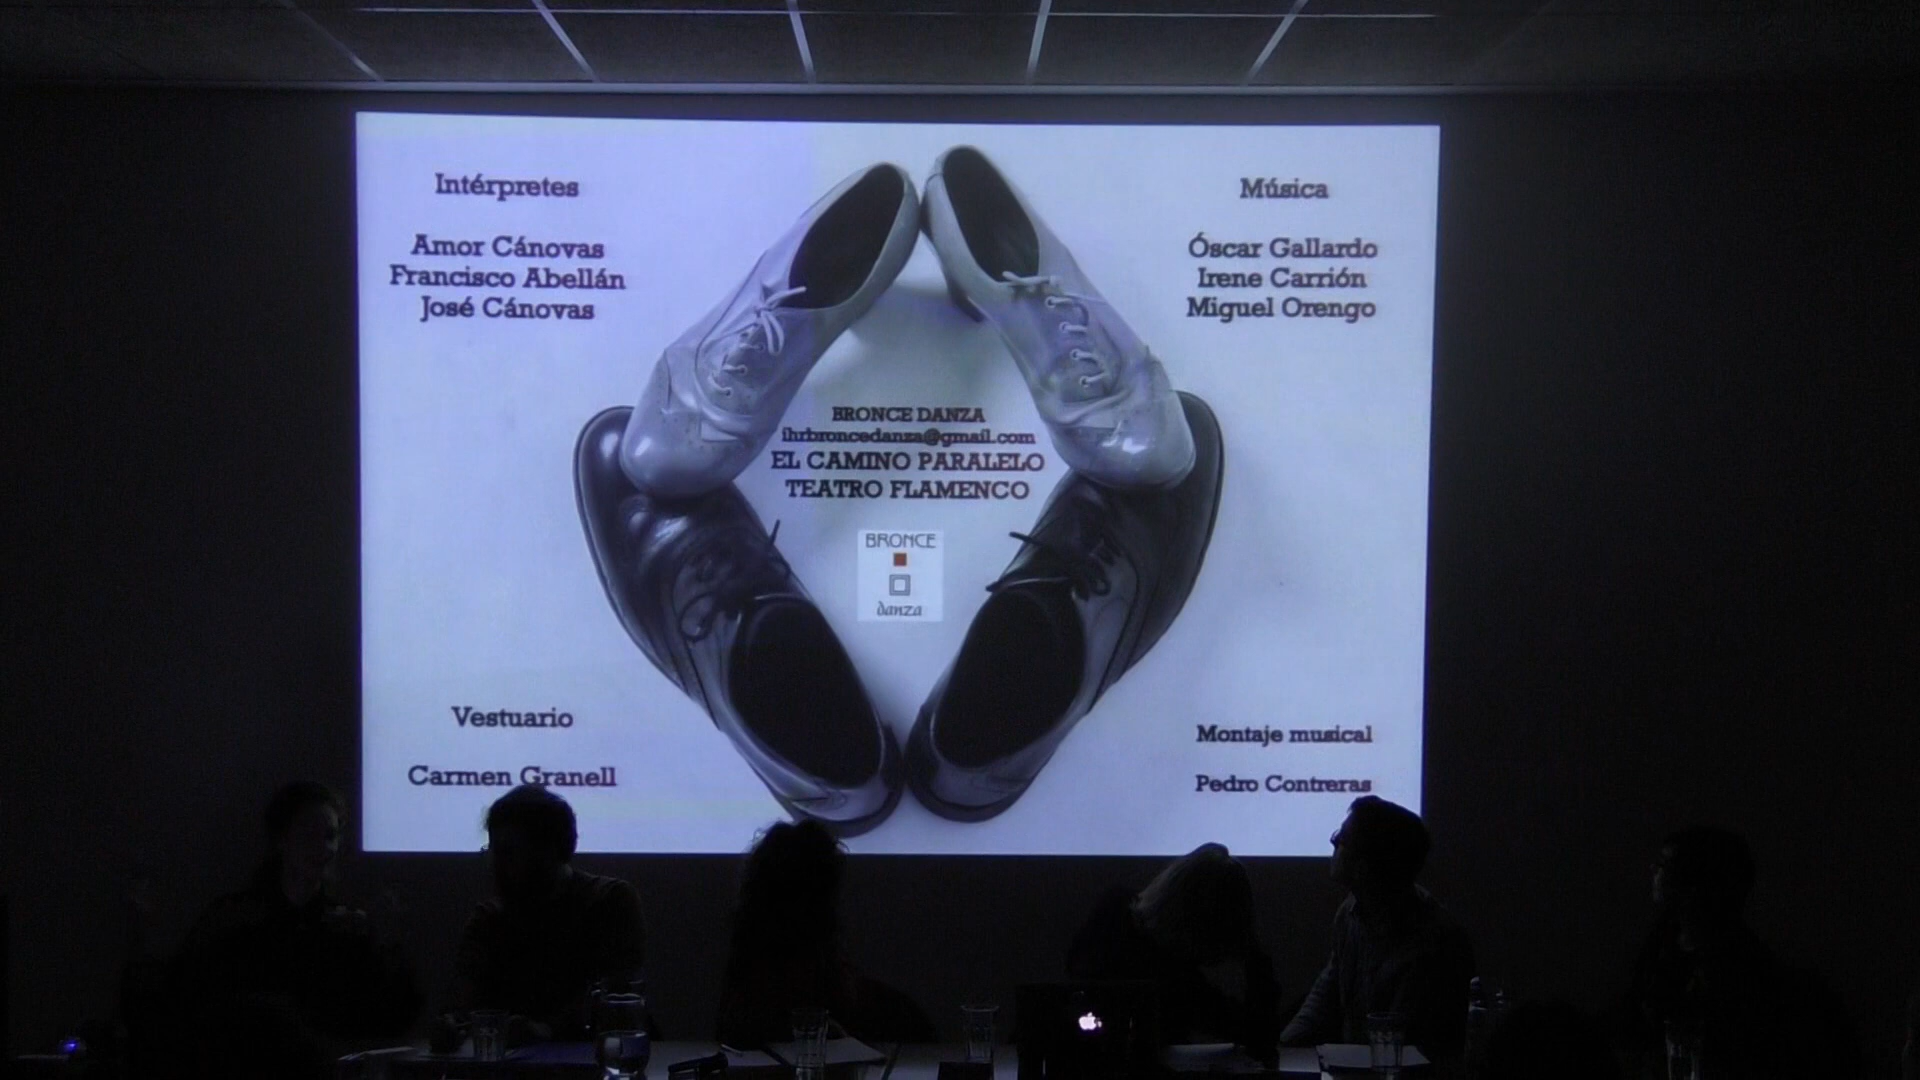 Intérpretes
Amor Cánovas
Francisco Abellán
José Cánovas
Música
Óscar Gallardo
Irene Carrión
Miguel Orengo
BRONCE DANZA
ihrbroncedanza@gmail.com
EL CAMINO PARALELO
TEATRO FLAMENCO
BRONCE
danza
Vestuario
Carmen Granell
Montaje musical
Pedro Contreras